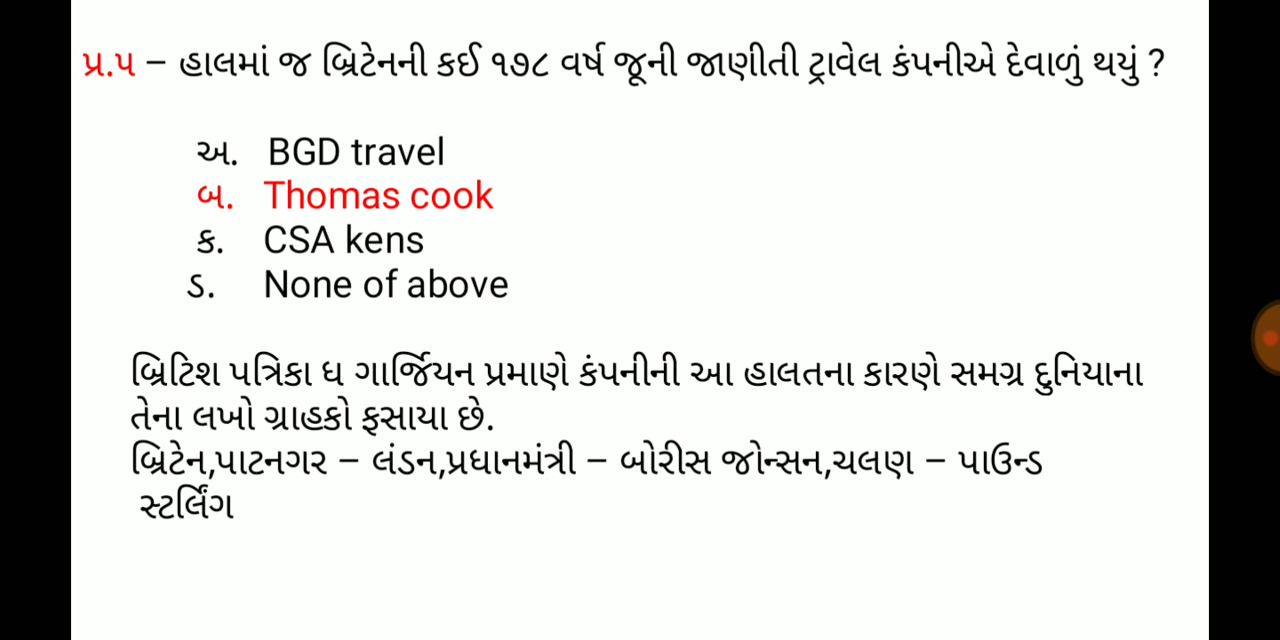 પ્ર.૫ – હાલમાં જ બ્રિટેનની કઈ ૧૭૮ વર્ષ જૂની જાણીતી ટ્રાવેલ કંપનીએ દેવાળું થયું ?
અ. BGD travel
બ. Thomas cook
ક. CSA kens
ડ. None of above
બ્રિટિશ પત્રિકા ધ ગાર્જિયન પ્રમાણે કંપનીની આ હાલતના કારણે સમગ્ર દુનિયાના
તેના લખો ગ્રાહકો ફસાયા છે.
બ્રિટેન,પાટનગર – લંડન,પ્રધાનમંત્રી – બોરીસ જોન્સન,ચલણ – પાઉન્ડ
સ્ટર્લિંગ